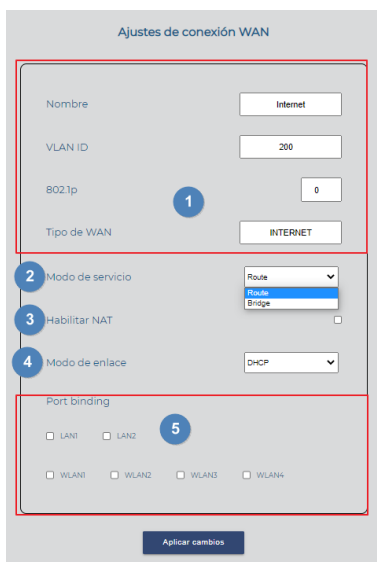 Ajustes de conexión WAN
Nombre Internet
VLAN ID 200
802.1p 0
1
Tipo de WAN INTERNET
2 Modo de servicio Route
Route
Bridge
3 Habilitar NAT
4 Modo de enlace DHCP
Port binding
5
LAN1 LAN2
WLAN1 WLAN2 WLAN3 WLAN4
Aplicar cambios